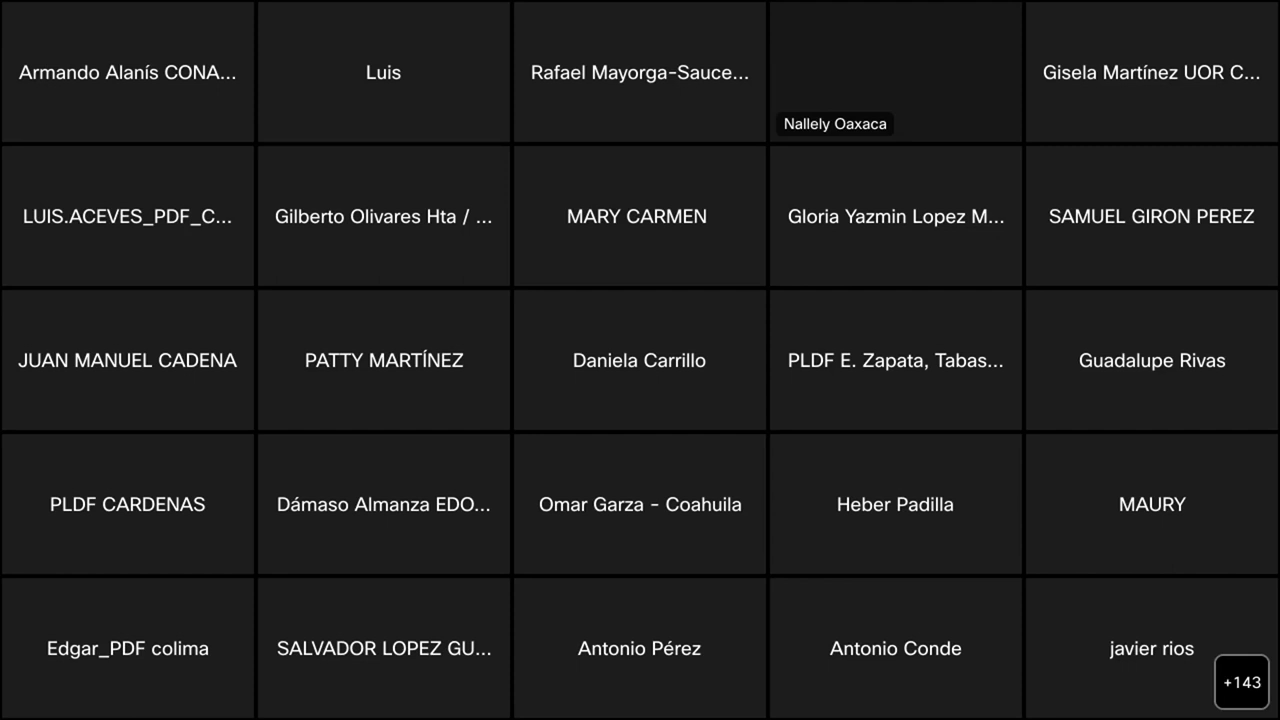 Armando Alanís CONA...
Luis
Rafael Mayorga-Sauce...
Nallely Oaxaca
Gisela Martínez UOR C...
LUIS.ACEVES_PDF_C...
Gilberto Olivares Hta / ...
MARY CARMEN
Gloria Yazmin Lopez M...
SAMUEL GIRON PEREZ
JUAN MANUEL CADENA
PATTY MARTÍNEZ
Daniela Carrillo
PLDF E. Zapata, Tabas...
Guadalupe Rivas
PLDF CARDENAS
Dámaso Almanza EDO...
Omar Garza - Coahuila
Heber Padilla
MAURY
Edgar_PDF colima
SALVADOR LOPEZ GU...
Antonio Pérez
Antonio Conde
javier rios
+143